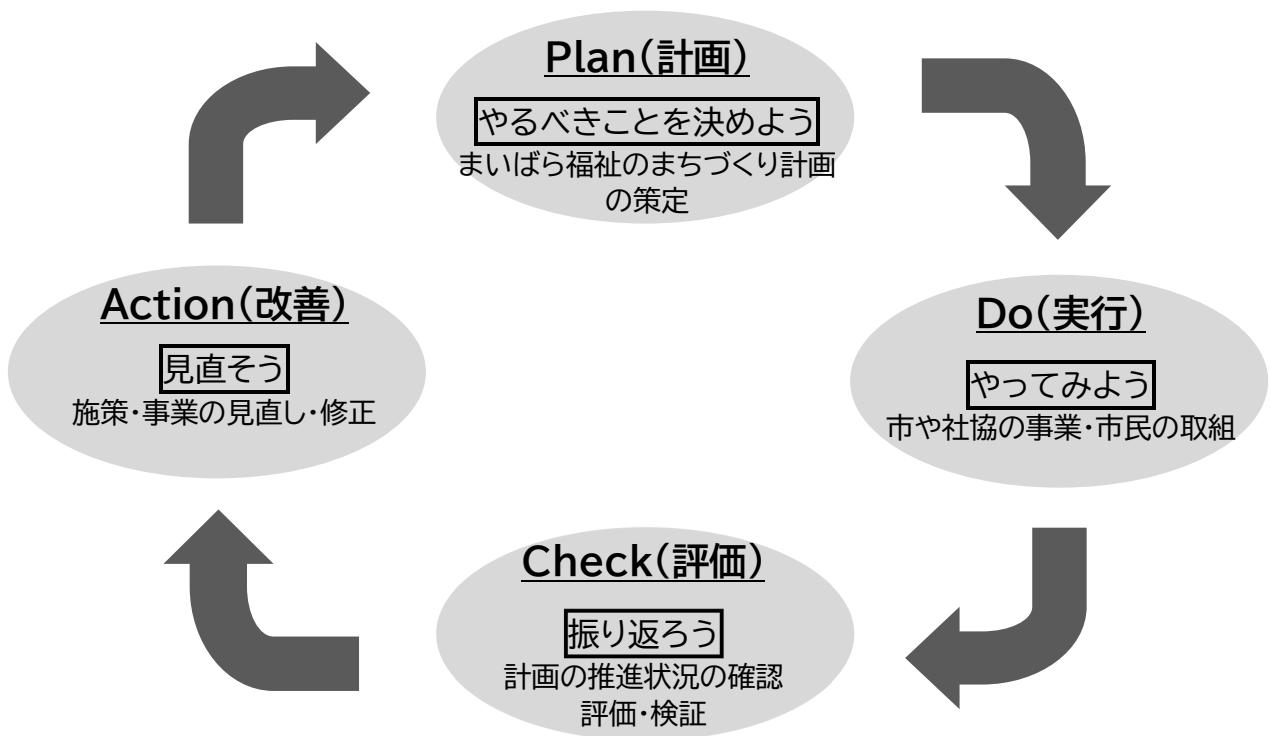 Plan(計画)
やるべきことを決めよう
まいばら福祉のまちづくり計画
の策定
Do(実行)
やってみよう
市や社協の事業・市民の取組
Check(評価)
振り返ろう
計画の推進状況の確認
評価・検証
Action(改善)
見直そう
施策・事業の見直し・修正